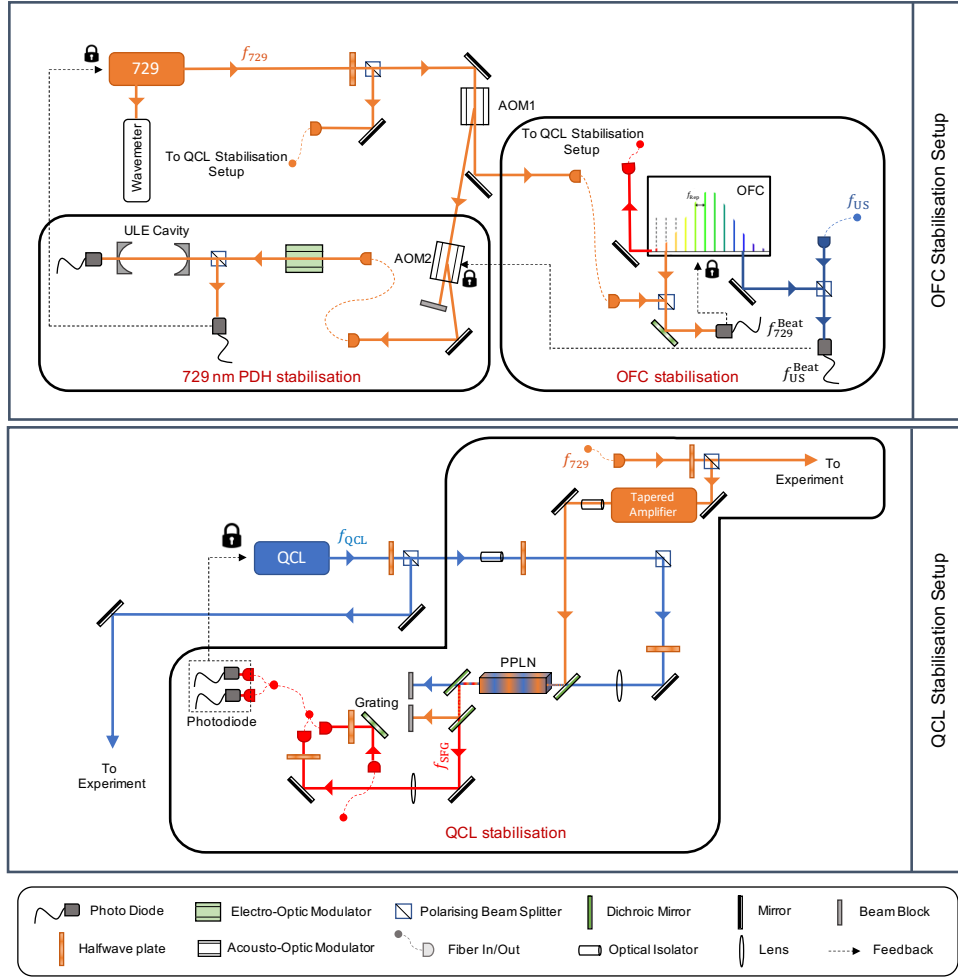 729
f729
AOM1
Wavemeter
To QCL Stabilisation
Setup
To QCL Stabilisation
Setup
OFC
fRep
fUS
ULE Cavity
AOM2
f729Beat
fUSBeat
729 nm PDH stabilisation
OFC stabilisation
OFC Stabilisation Setup
f729
To
Experiment
Tapered
Amplifier
QCL
fQCL
PPLN
Photodiode
Grating
fSFG
To
Experiment
QCL stabilisation
QCL Stabilisation Setup
Photo Diode
Electro-Optic Modulator
Polarising Beam Splitter
Dichroic Mirror
Mirror
Beam Block
Halfwave plate
Acousto-Optic Modulator
Fiber In/Out
Optical Isolator
Lens
Feedback